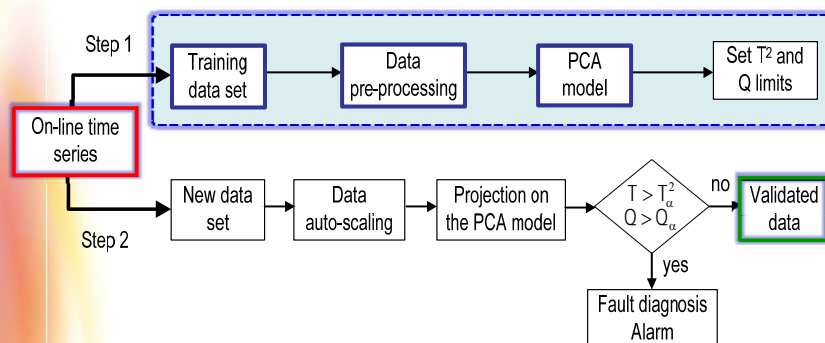 Step 1
Training
data set
Data
pre-processing
PCA
model
Set T² and
Q limits
On-line time
series
New data
set
Data
auto-scaling
Projection on
the PCA model
T > T²α
Q > Qα
no
Validated
data
Step 2
yes
Fault diagnosis
Alarm